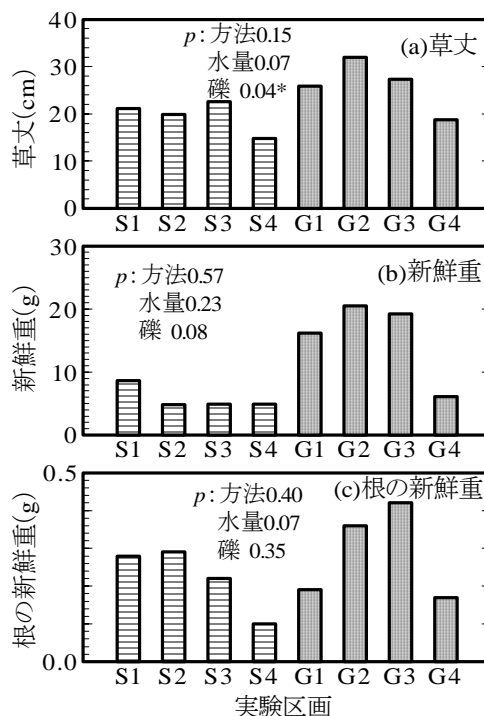 (a)草丈
p: 方法0.15
水量0.07
礫 0.04*
草丈(cm)
40
30
20
10
0
S1 S2 S3 S4 G1 G2 G3 G4
(b)新鮮重
p: 方法0.57
水量0.23
礫 0.08
新鮮重(g)
30
20
10
0
S1 S2 S3 S4 G1 G2 G3 G4
(c)根の新鮮重
p: 方法0.40
水量0.07
礫 0.35
根の新鮮重(g)
0.5
0.0
S1 S2 S3 S4 G1 G2 G3 G4
実験区画